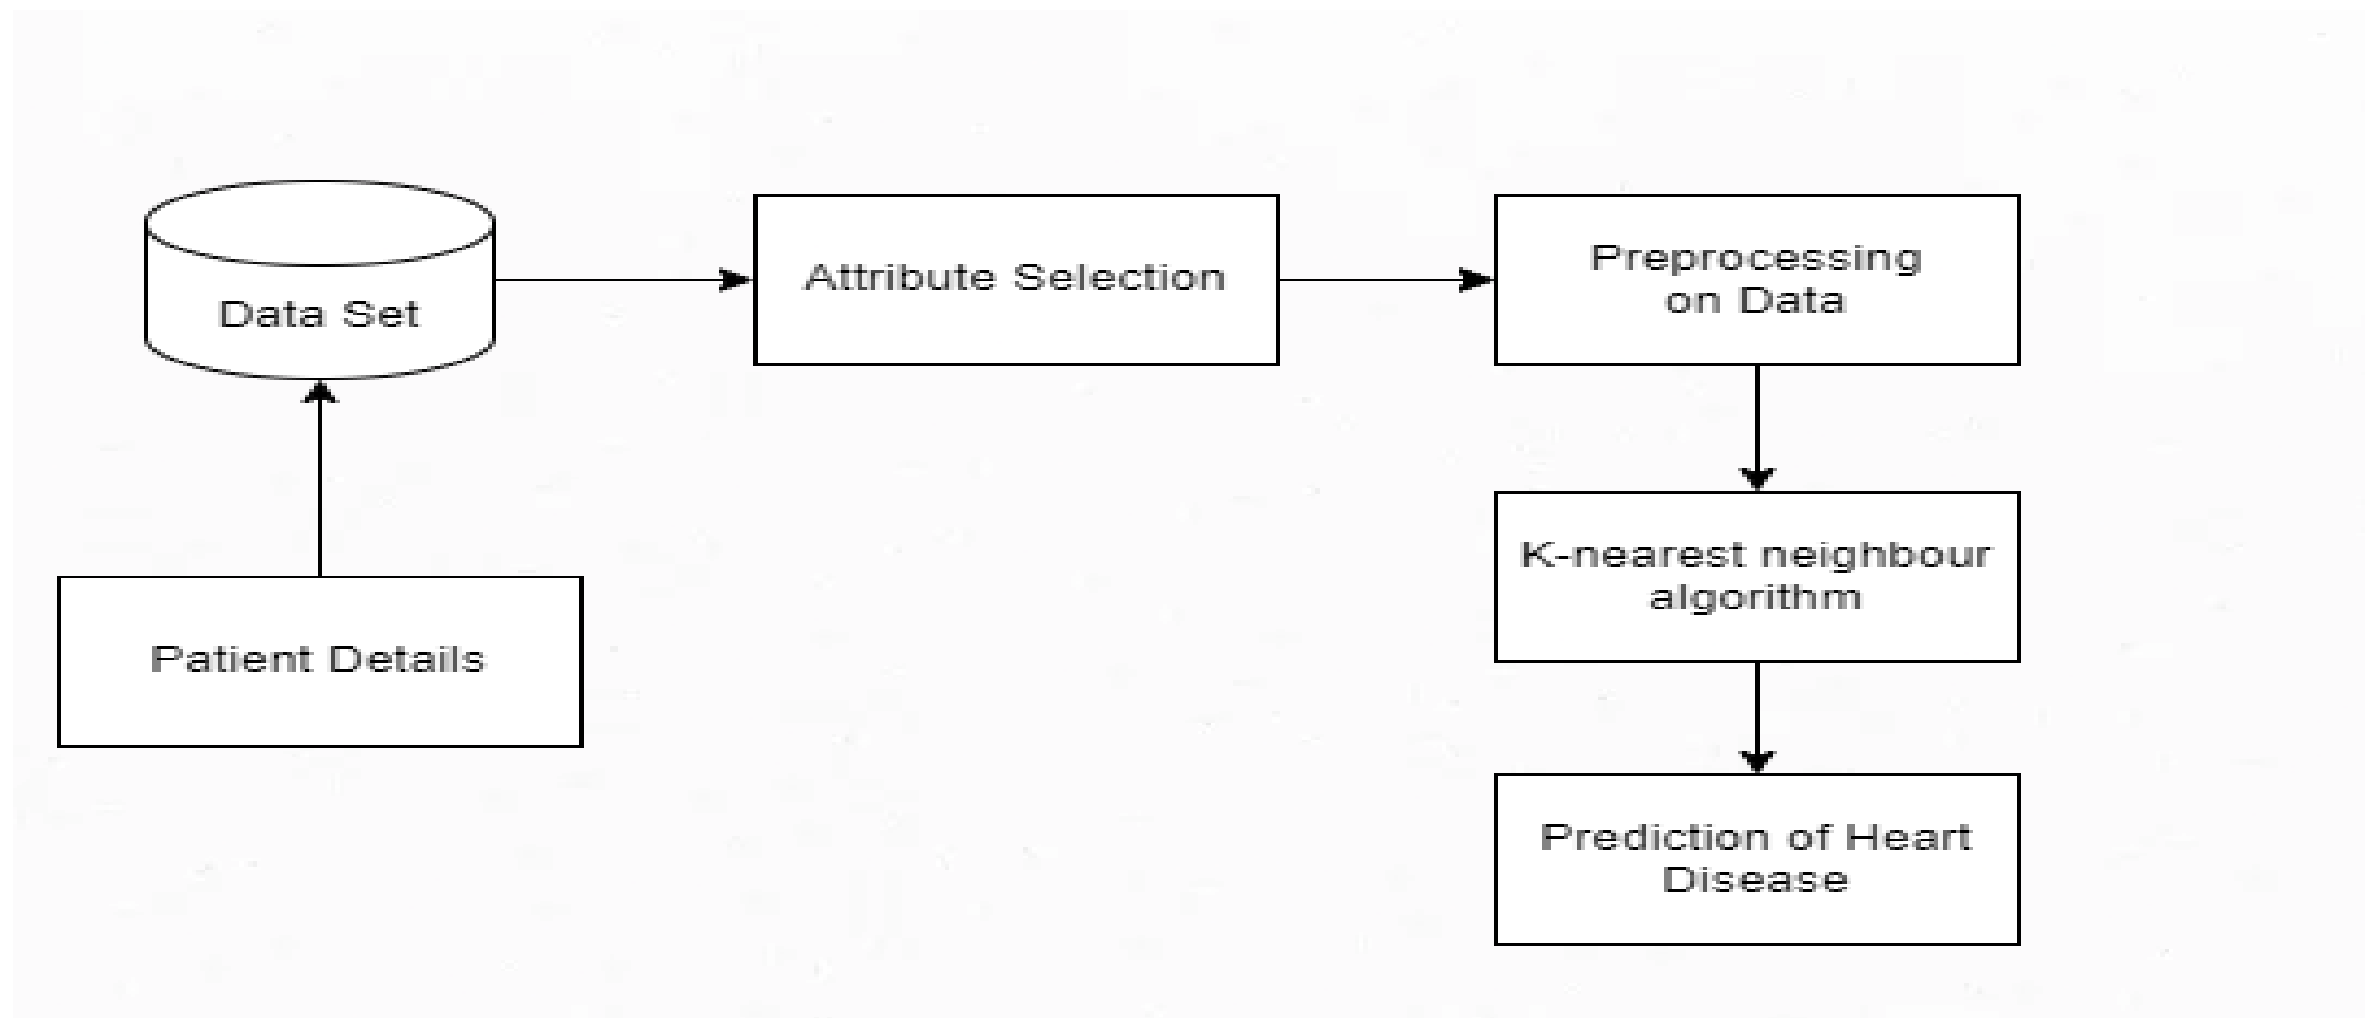 Data Set
Attribute Selection
Preprocessing
on Data
K-nearest neighbour
algorithm
Patient Details
Prediction of Heart
Disease